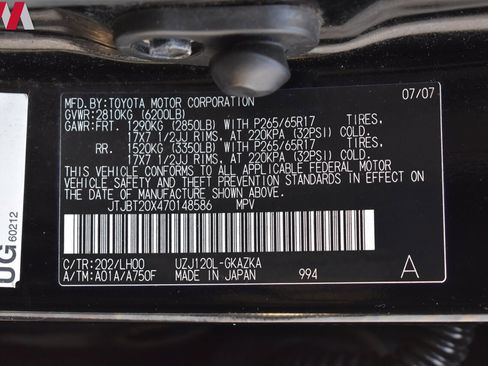 MFD.BY:TOYOTA MOTOR CORPORATION 07/07
GVWR:2810KG (6200LB)
GAWR:FRT. 1290KG (2850LB) WITH P265/65R17 TIRES,
17X7 1/2JJ RIMS, AT 220KPA (32PSI) COLD.
RR. 1520KG (3350LB) WITH P265/65R17 TIRES,
17X7 1/2JJ RIMS, AT 220KPA (32PSI) COLD.
THIS VEHICLE CONFORMS TO ALL APPLICABLE FEDERAL MOTOR
VEHICLE SAFETY, BUMPER, AND THEFT PREVENTION
STANDARDS IN EFFECT ON THE DATE OF
MANUFACTURE SHOWN ABOVE.
JTJBT20X470148586 MPV
C/TR:202/LH00 UZJ120L-GKAZKA
A/TM:A01A/A750F MADE IN JAPAN 994 A
UG
60212